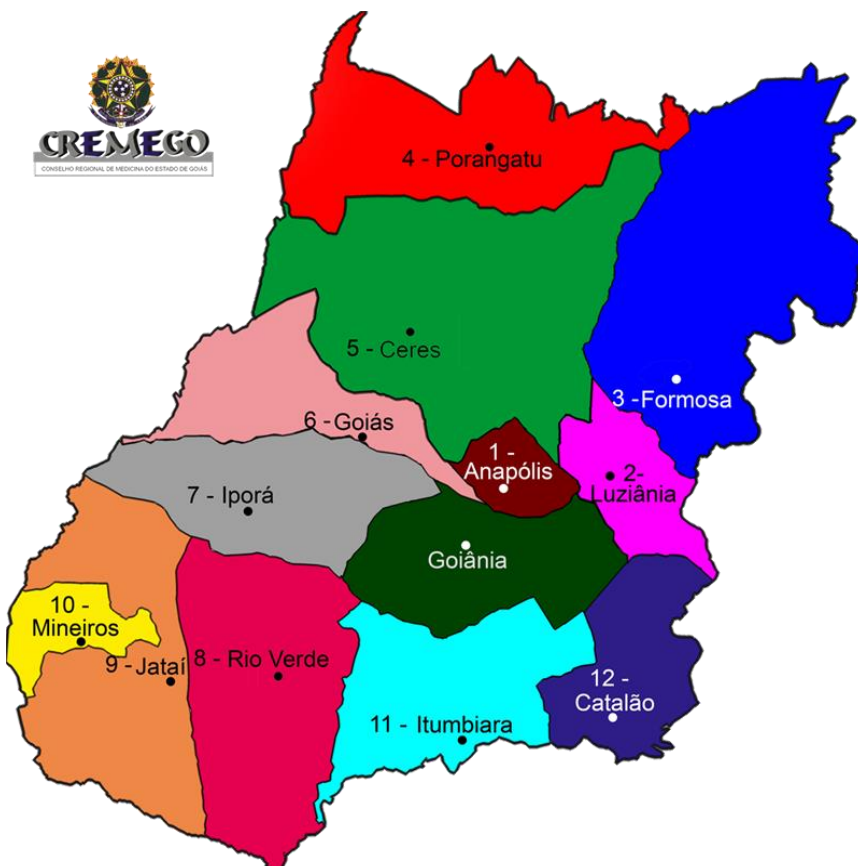 CREMEGO
CONSELHO REGIONAL DE MEDICINA DO ESTADO DE GOIÁS
4 - Porangatu
5 - Ceres
3 - Formosa
6 - Goiás
1 -
Anapólis
2-
Luziânia
7 - Iporá
Goiânia
10 -
Mineiros
9 - Jataí
8 - Rio Verde
12 -
Catalão
11 - Itumbiara